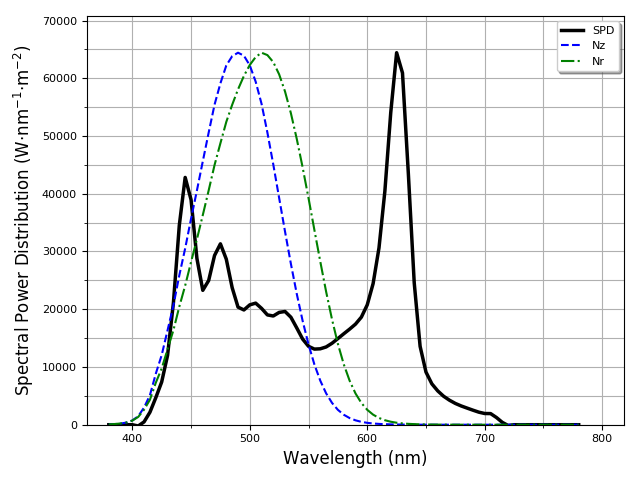 70000
60000
50000
40000
30000
20000
10000
0
Spectral Power Distribution (W·nm⁻¹·m⁻²)
400
500
600
700
800
Wavelength (nm)
SPD
Nz
Nr